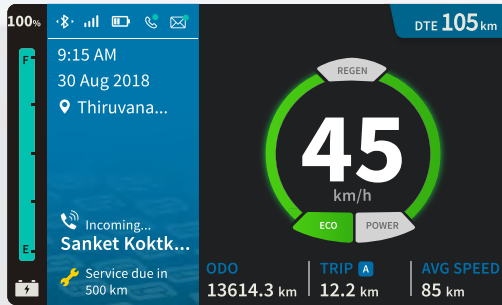 100%
F
E
9:15 AM
30 Aug 2018
Thiruvana...
Incoming...
Sanket Koktk...
Service due in
500 km
DTE 105 km
REGEN
45
km/h
ECO
POWER
ODO
13614.3 km
TRIP A
12.2 km
AVG SPEED
85 km